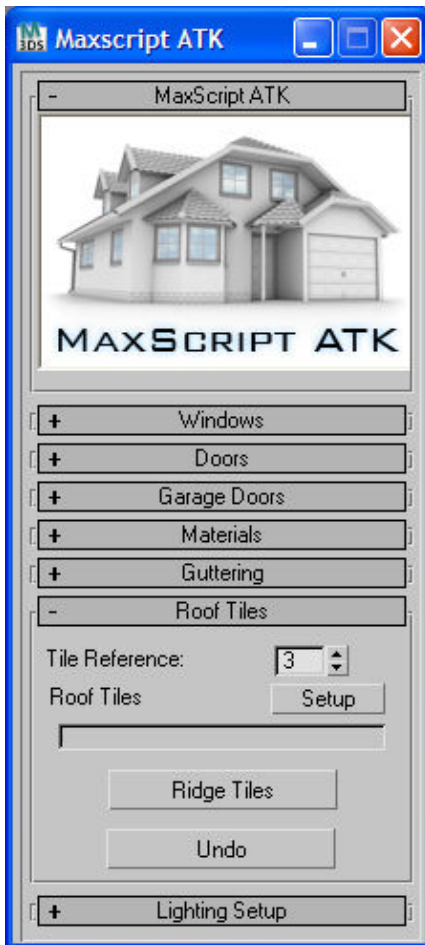 M
3DS Maxscript ATK
- MaxScript ATK
MAXSCRIPT ATK
+ Windows
+ Doors
+ Garage Doors
+ Materials
+ Guttering
- Roof Tiles
Tile Reference: 3
Roof Tiles Setup
Ridge Tiles
Undo
+ Lighting Setup